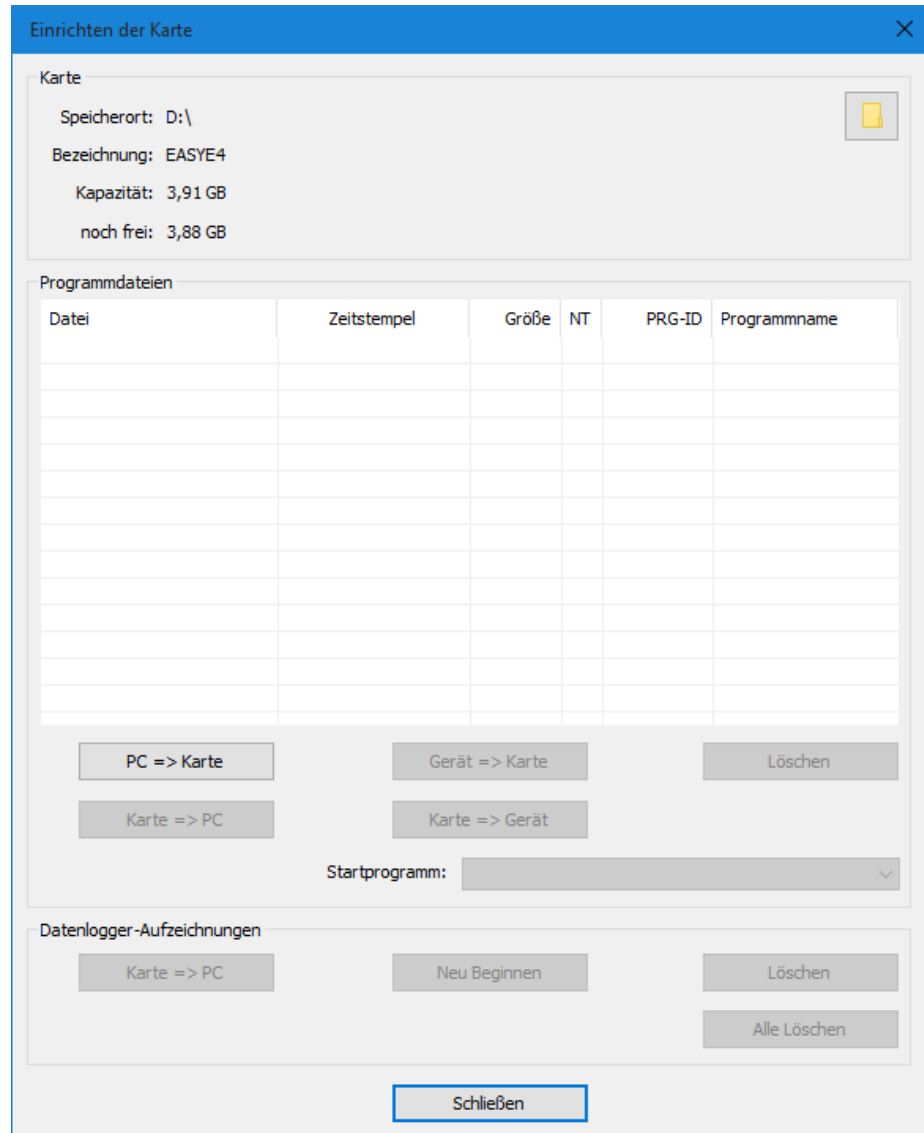 Einrichten der Karte
Karte
Speicherort: D:\
Bezeichnung: EASYE4
Kapazität: 3,91 GB
noch frei: 3,88 GB
Programmdateien
Datei Zeitstempel Größe NT PRG-ID Programmname
PC => Karte Gerät => Karte Löschen
Karte => PC Karte => Gerät
Startprogramm:
Datenlogger-Aufzeichnungen
Karte => PC Neu Beginnen Löschen
Alle Löschen
Schließen